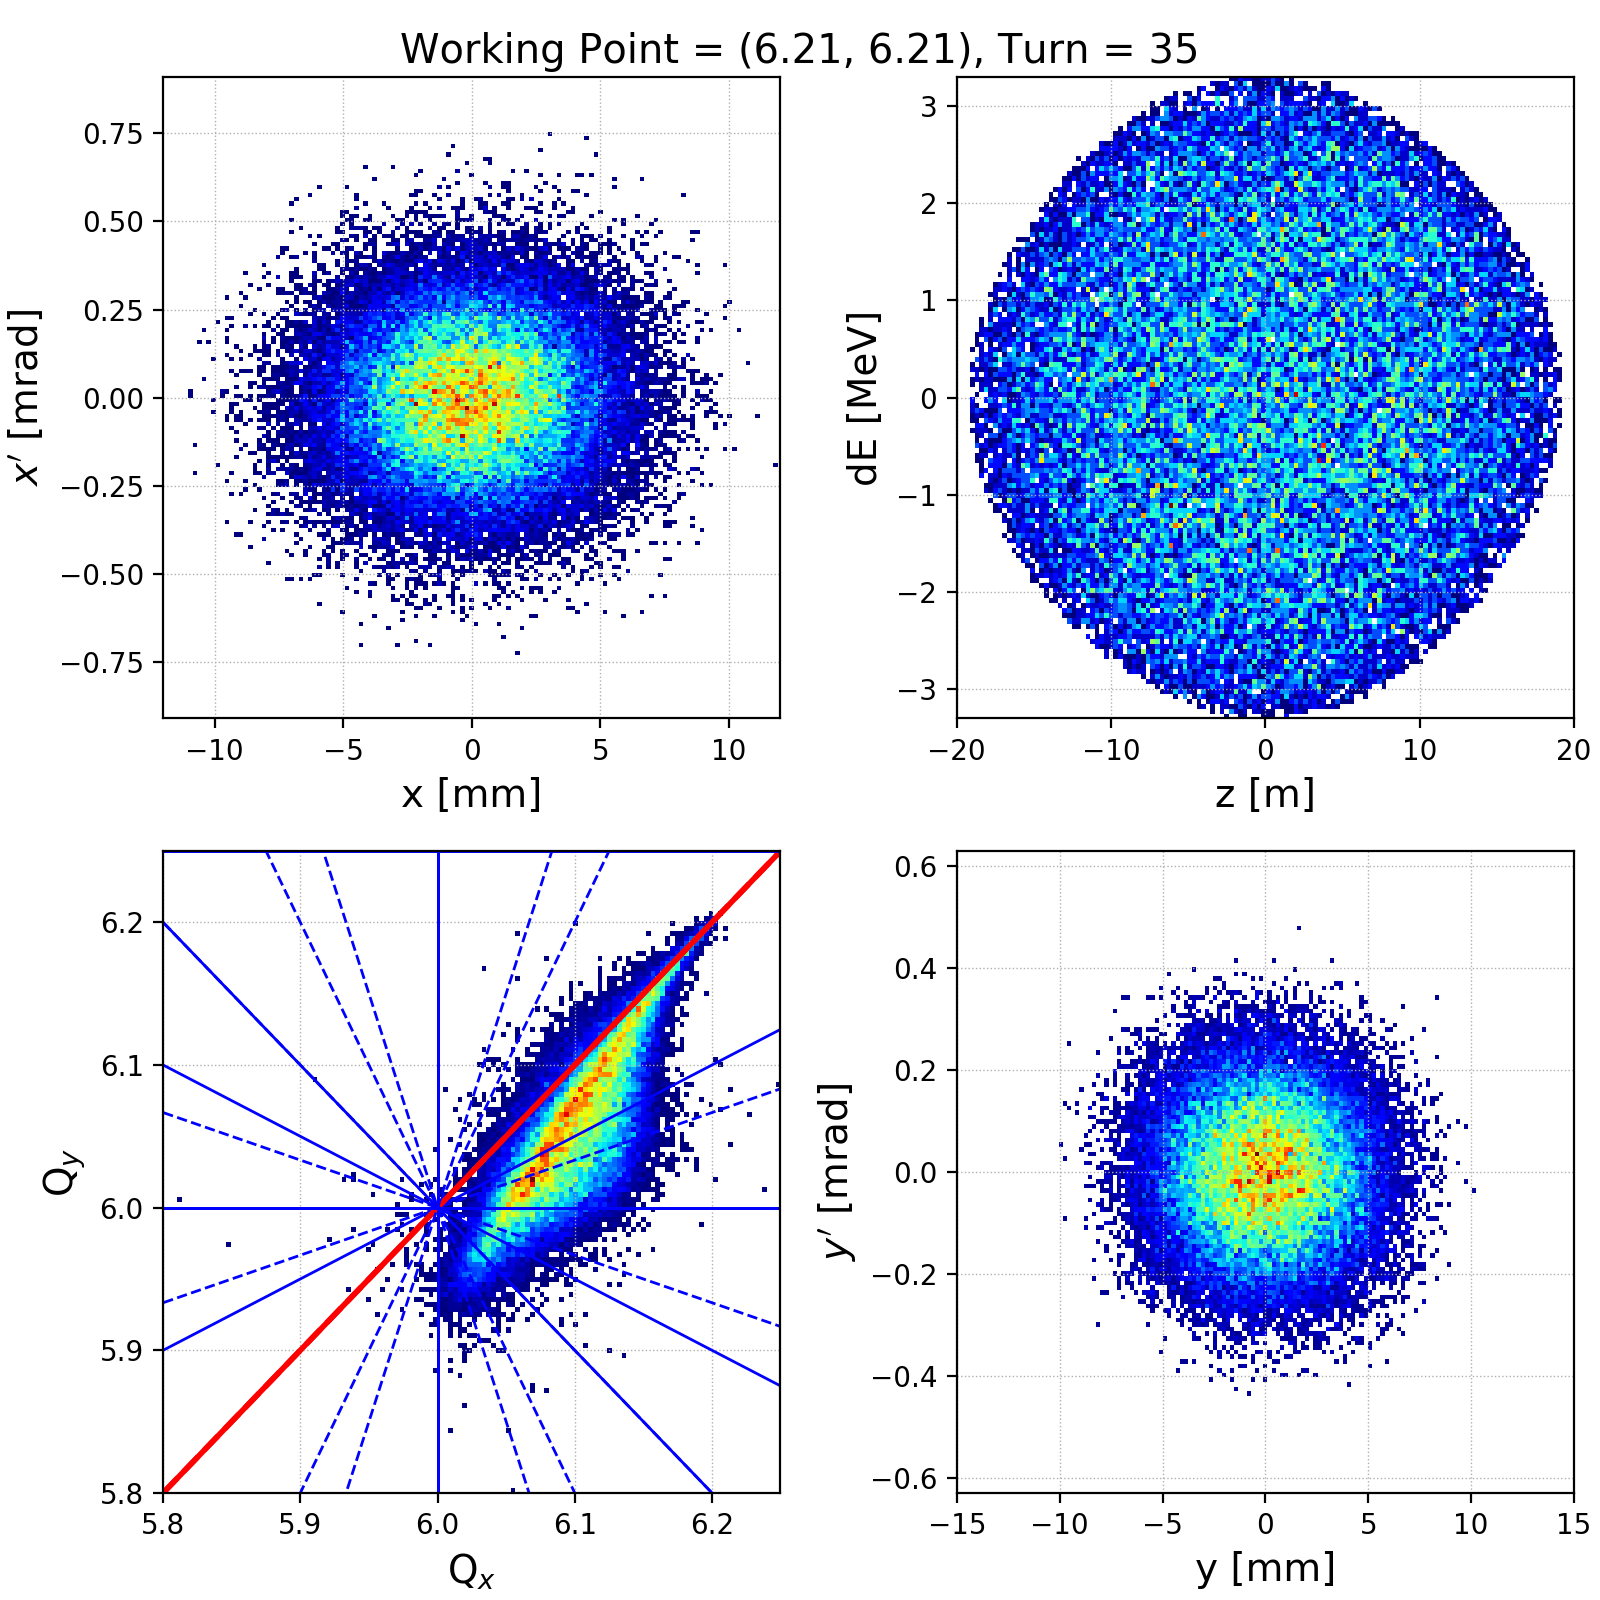 Working Point = (6.21, 6.21), Turn = 35
0.75
0.50
0.25
0.00
−0.25
−0.50
−0.75
x′ [mrad]
−10 −5 0 5 10
x [mm]
3
2
1
0
−1
−2
−3
dE [MeV]
−20 −10 0 10 20
z [m]
6.2
6.1
6.0
5.9
5.8
Qy
5.8 5.9 6.0 6.1 6.2
Qx
0.6
0.4
0.2
0.0
−0.2
−0.4
−0.6
y′ [mrad]
−15 −10 −5 0 5 10 15
y [mm]